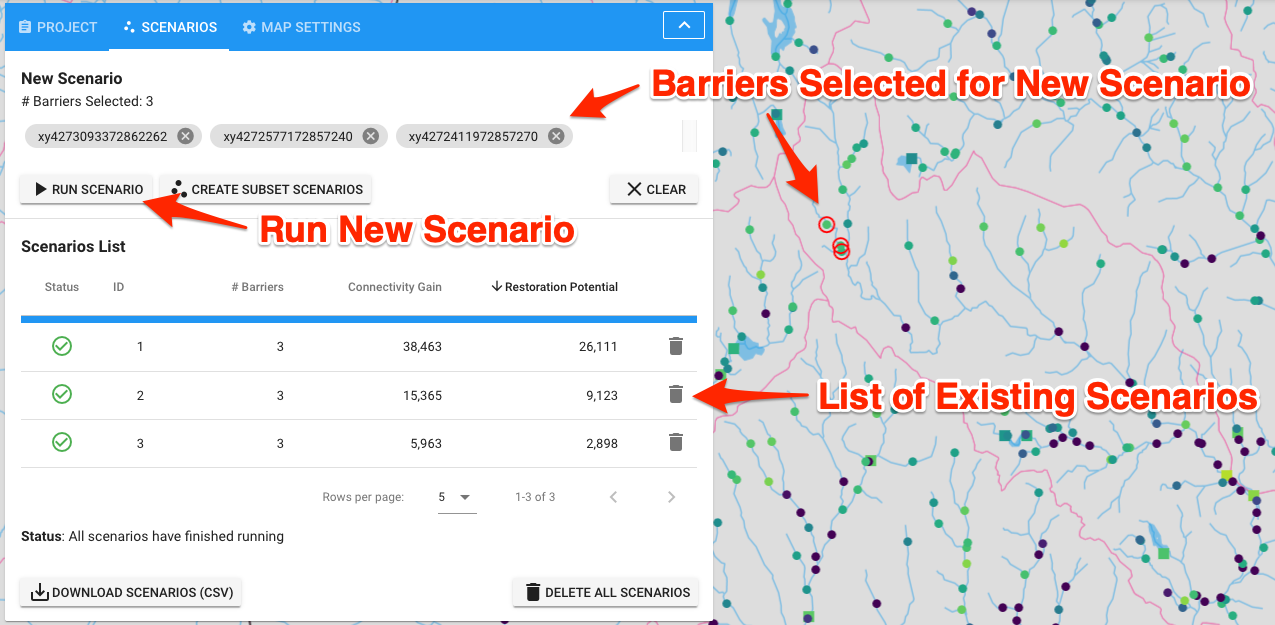 PROJECT SCENARIOS MAP SETTINGS
New Scenario
# Barriers Selected: 3
Barriers Selected for New Scenario
xy4273093372862262 xy4272577172857240 xy4272411972857270
RUN SCENARIO CREATE SUBSET SCENARIOS CLEAR
Run New Scenario
Scenarios List
Status ID # Barriers Connectivity Gain Restoration Potential
1 3 38,463 26,111
2 3 15,365 9,123
List of Existing Scenarios
3 3 5,963 2,898
Rows per page: 5 1-3 of 3
Status: All scenarios have finished running
DOWNLOAD SCENARIOS (CSV) DELETE ALL SCENARIOS